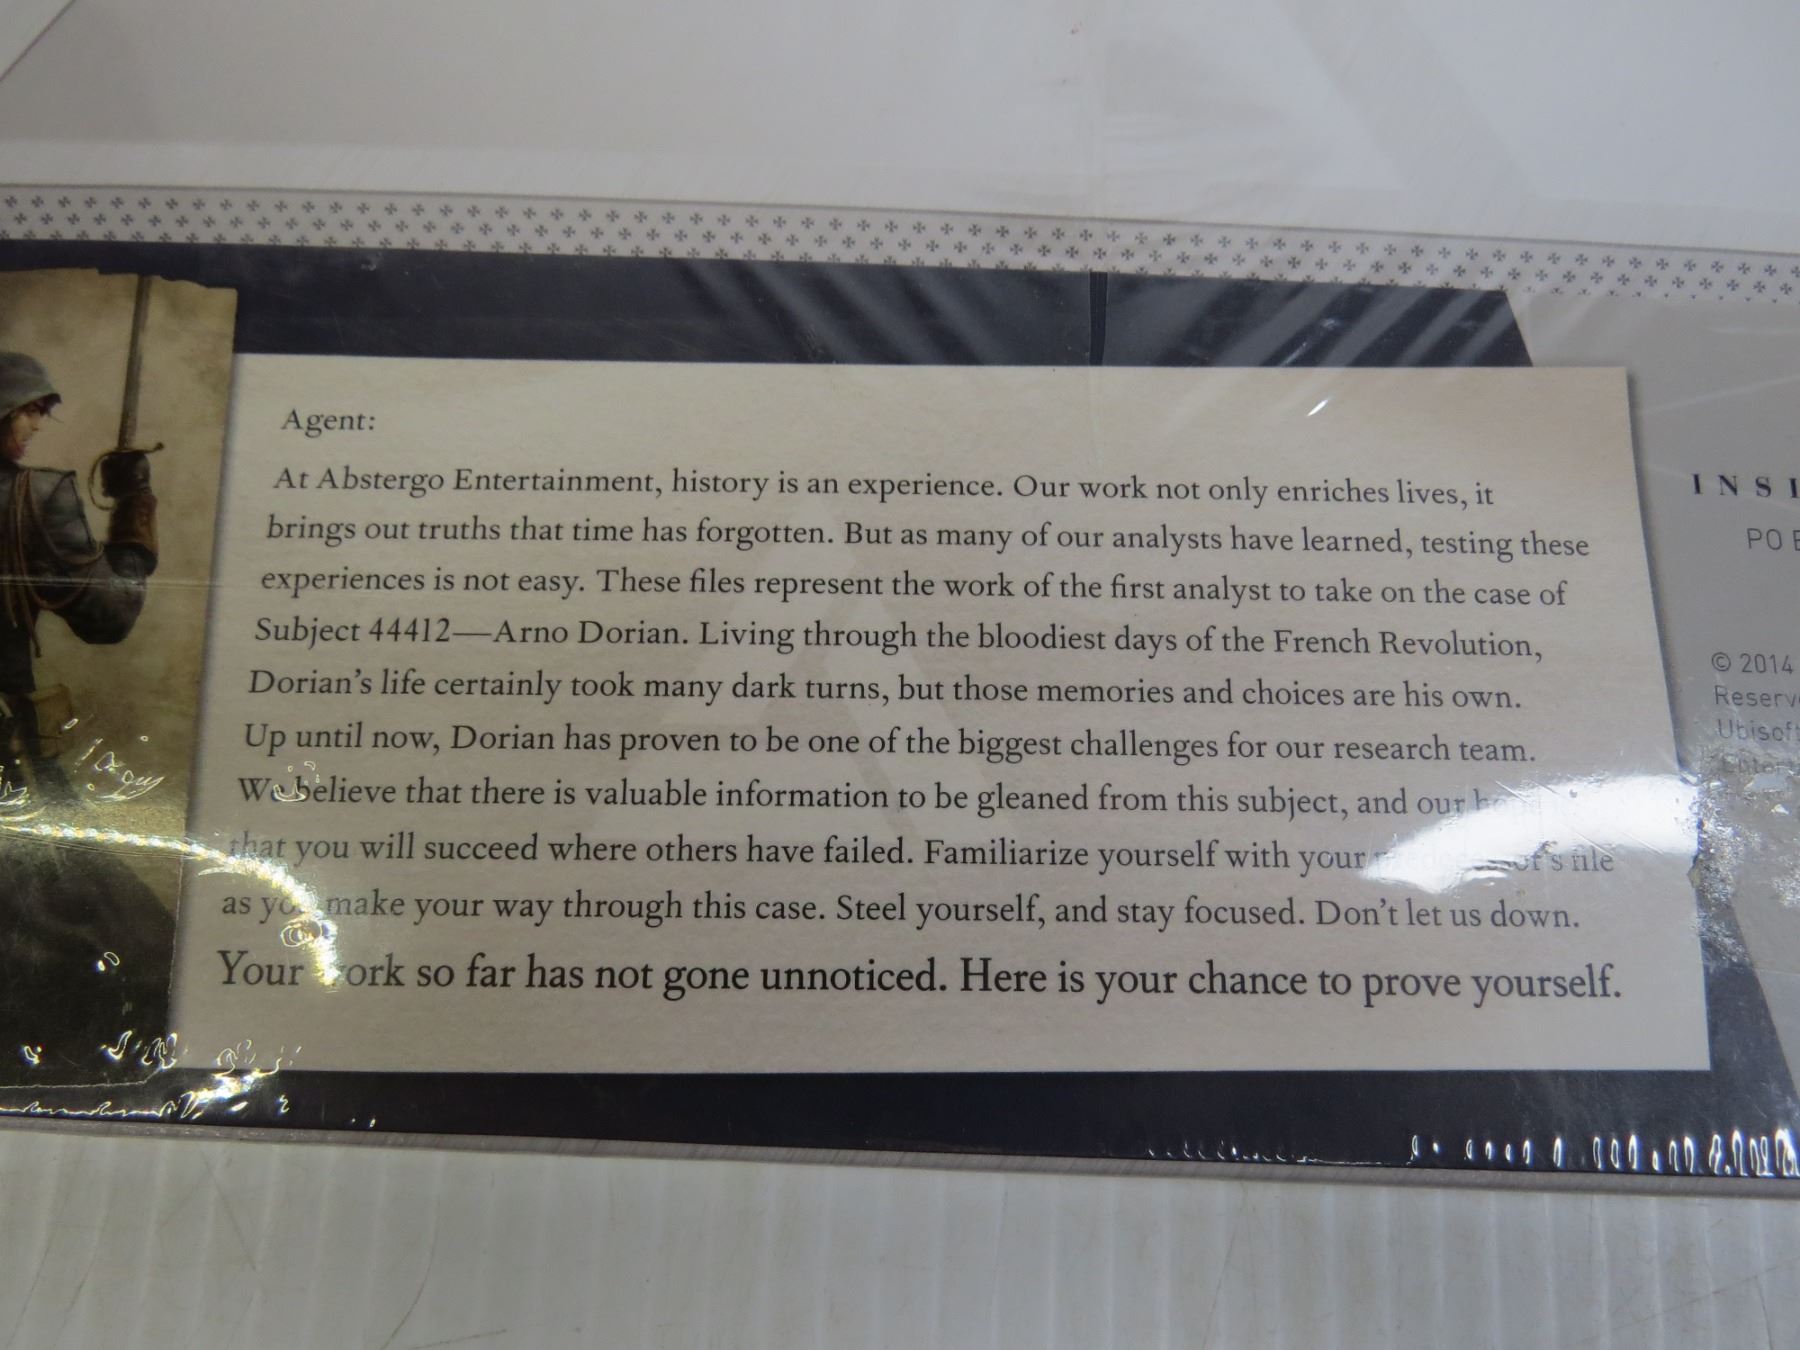 Agent:
At Abstergo Entertainment, history is an experience. Our work not only enriches lives, it
brings out truths that time has forgotten. But as many of our analysts have learned, testing these
experiences is not easy. These files represent the work of the first analyst to take on the case of
Subject 44412—Arno Dorian. Living through the bloodiest days of the French Revolution,
Dorian's life certainly took many dark turns, but those memories and choices are his own.
Up until now, Dorian has proven to be one of the biggest challenges for our research team.
We believe that there is valuable information to be gleaned from this subject, and our
that you will succeed where others have failed. Familiarize yourself with your predecessor's file
as you make your way through this case. Steel yourself, and stay focused. Don't let us down.
Your work so far has not gone unnoticed. Here is your chance to prove yourself.
INSI
PO
© 2014
Reserv
Ubisoft